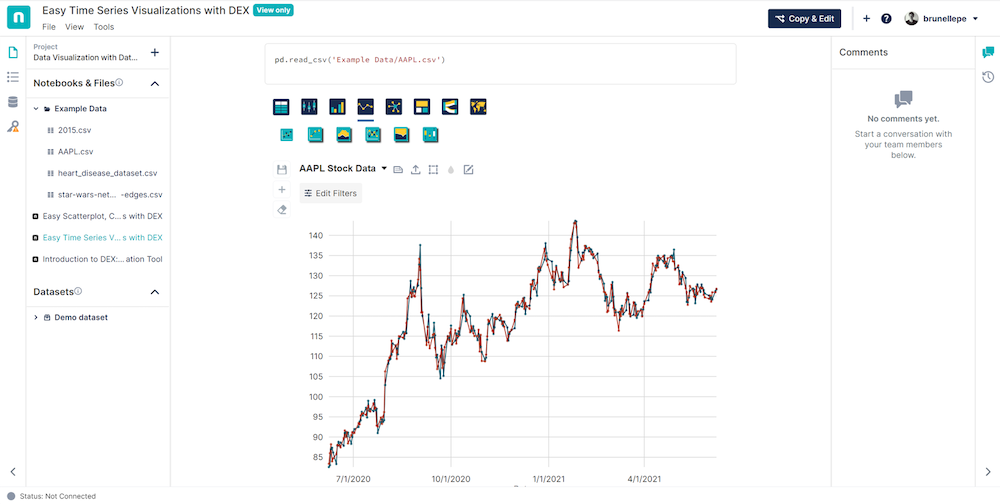 n
Easy Time Series Visualizations with DEX View only
File View Tools
Copy & Edit
+ ? brunellepe
Project
Data Visualization with Dat... +
Notebooks & Files
Example Data
2015.csv
AAPL.csv
heart_disease_dataset.csv
star-wars-net... -edges.csv
Easy Scatterplot, C... s with DEX
Easy Time Series V... s with DEX
Introduction to DEX:... ation Tool
Datasets
Demo dataset
pd.read_csv('Example Data/AAPL.csv')
AAPL Stock Data
Edit Filters
140
135
130
125
120
115
110
105
100
95
90
85
7/1/2020 10/1/2020 1/1/2021 4/1/2021
Comments
No comments yet.
Start a conversation with
your team members
below.
Status: Not Connected